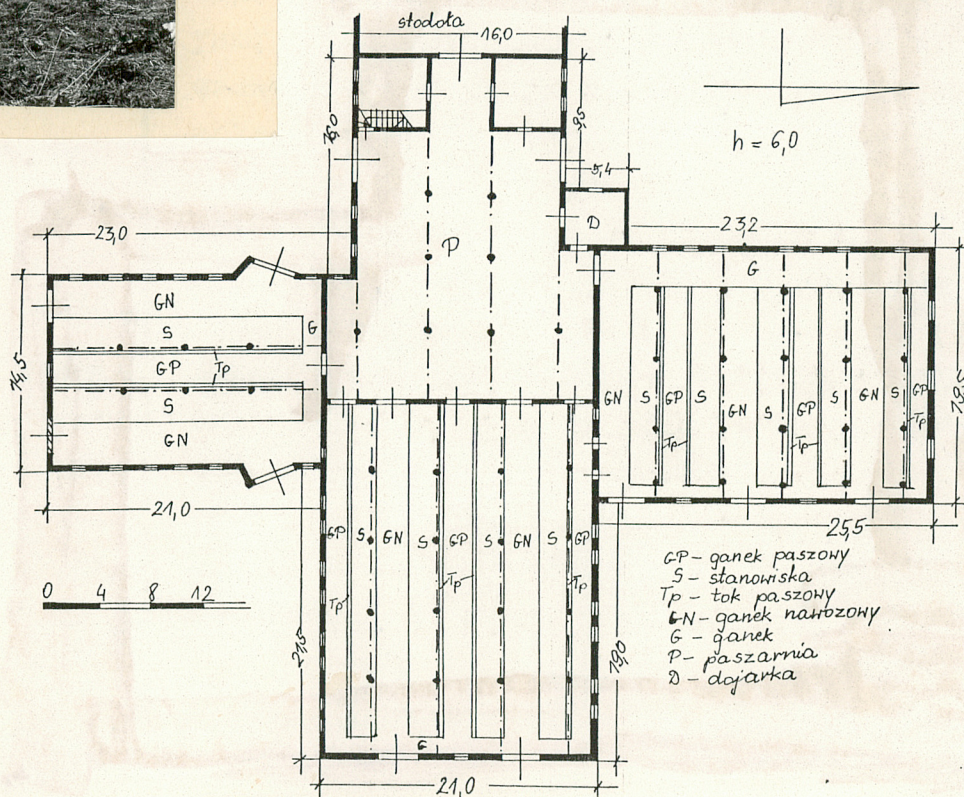 stodoła
16,0
16,0
9,5
h = 6,0
5,4
D
23,0
23,2
P
G
GN
S
G
GP
Tp
S
GN
14,5
21,0
GN
S
GP
S
GN
S
GP
S
GN
S
GP
Tp
Tp
Tp
25,5
GP
S
GN
S
GP
S
GN
S
GP
Tp
Tp
Tp
G
0 4 8 12
19,0
21,0
GP – ganek paszowy
S – stanowiska
Tp – tok paszowy
GN – ganek nawozowy
G – ganek
P – paszarnia
D – dojarka